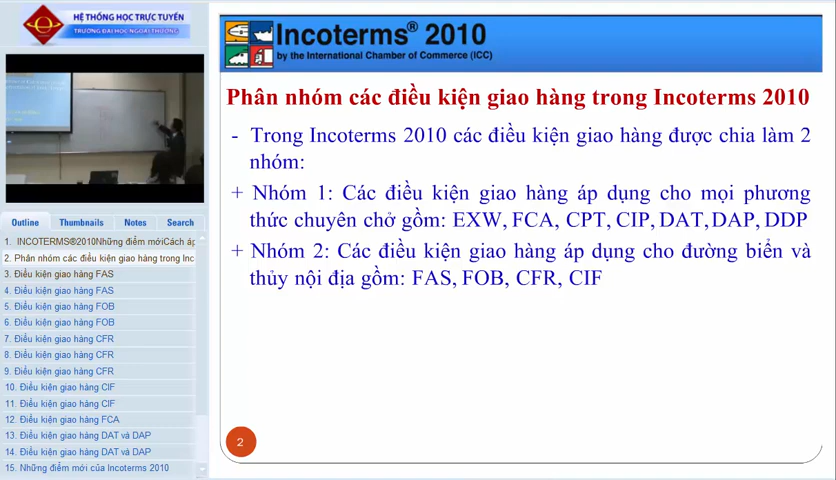 HỆ THỐNG HỌC TRỰC TUYẾN
TRƯỜNG ĐẠI HỌC NGOẠI THƯƠNG
Outline
Thumbnails
Notes
Search
1. INCOTERMS®2010Những điểm mớiCách áp
2. Phân nhóm các điều kiện giao hàng trong Inc
3. Điều kiện giao hàng FAS
4. Điều kiện giao hàng FAS
5. Điều kiện giao hàng FOB
6. Điều kiện giao hàng FOB
7. Điều kiện giao hàng CFR
8. Điều kiện giao hàng CFR
9. Điều kiện giao hàng CFR
10. Điều kiện giao hàng CIF
11. Điều kiện giao hàng CIF
12. Điều kiện giao hàng FCA
13. Điều kiện giao hàng DAT và DAP
14. Điều kiện giao hàng DAT và DAP
15. Những điểm mới của Incoterms 2010
Incoterms® 2010
by the International Chamber of Commerce (ICC)
Phân nhóm các điều kiện giao hàng trong Incoterms 2010
- Trong Incoterms 2010 các điều kiện giao hàng được chia làm 2
nhóm:
+ Nhóm 1: Các điều kiện giao hàng áp dụng cho mọi phương
thức chuyên chở gồm: EXW, FCA, CPT, CIP, DAT, DAP, DDP
+ Nhóm 2: Các điều kiện giao hàng áp dụng cho đường biển và
thủy nội địa gồm: FAS, FOB, CFR, CIF
2